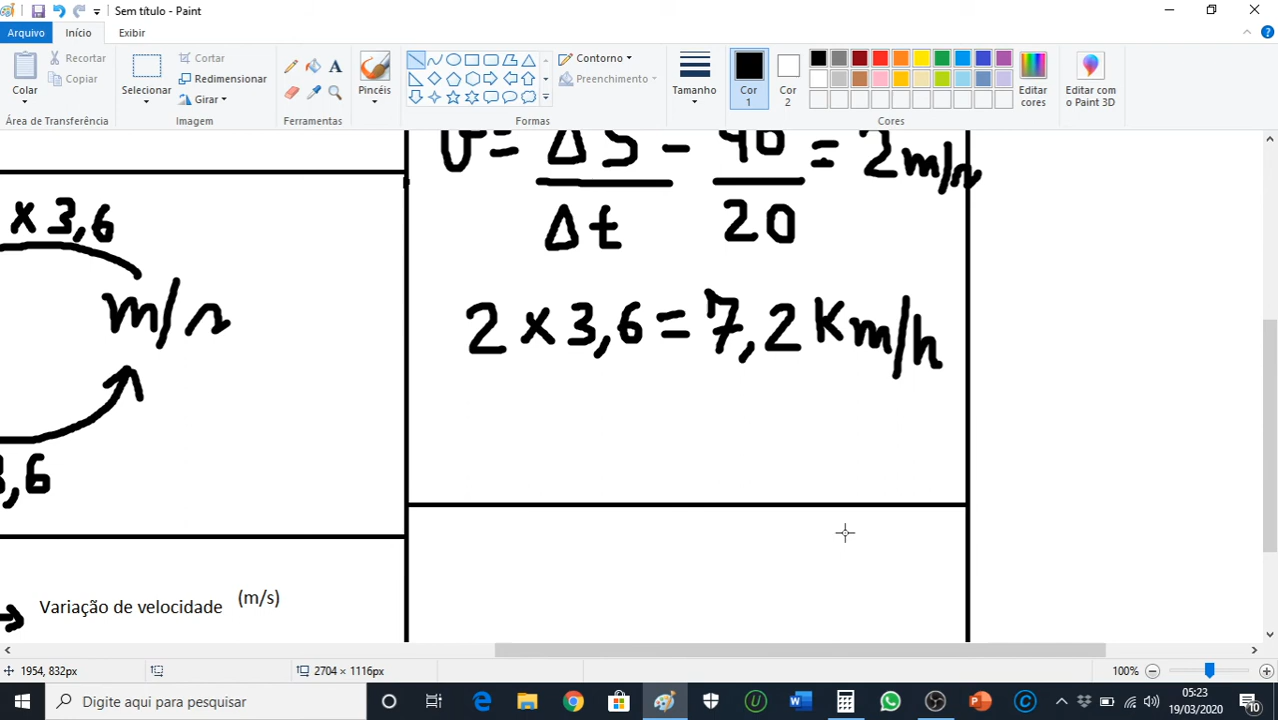 Sem título - Paint
Arquivo Início Exibir
Colar
Recortar
Copiar
Área de Transferência
Selecionar
Cortar
Redimensionar
Girar
Imagem
A
Ferramentas
Pincéis
Contorno
Preenchimento
Formas
Tamanho
Cor 1
Cor 2
Editar cores
Cores
Editar com o Paint 3D
v = ΔS - 40 = 2 m/s
Δt 20
2 x 3,6 = 7,2 Km/h
x 3,6
m/s
3,6
Variação de velocidade (m/s)
1954, 832px
2704 × 1116px
100%
Digite aqui para pesquisar
05:23
19/03/2020
10